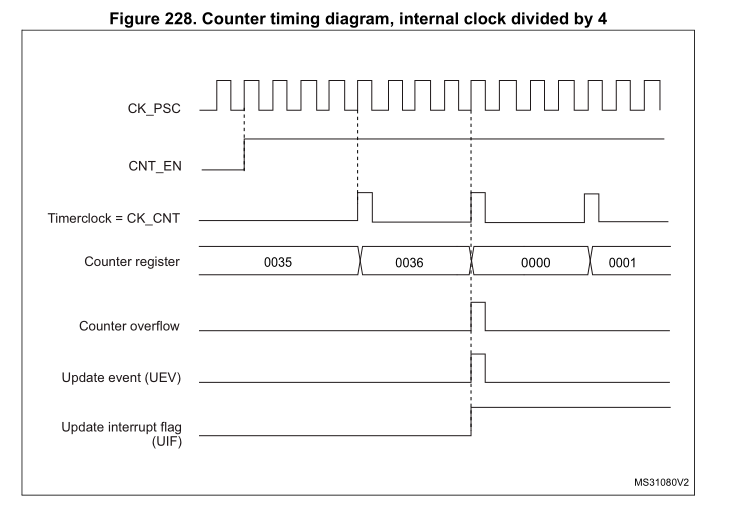 Figure 228. Counter timing diagram, internal clock divided by 4
CK_PSC
CNT_EN
Timerclock = CK_CNT
Counter register
0035
0036
0000
0001
Counter overflow
Update event (UEV)
Update interrupt flag
(UIF)
MS31080V2